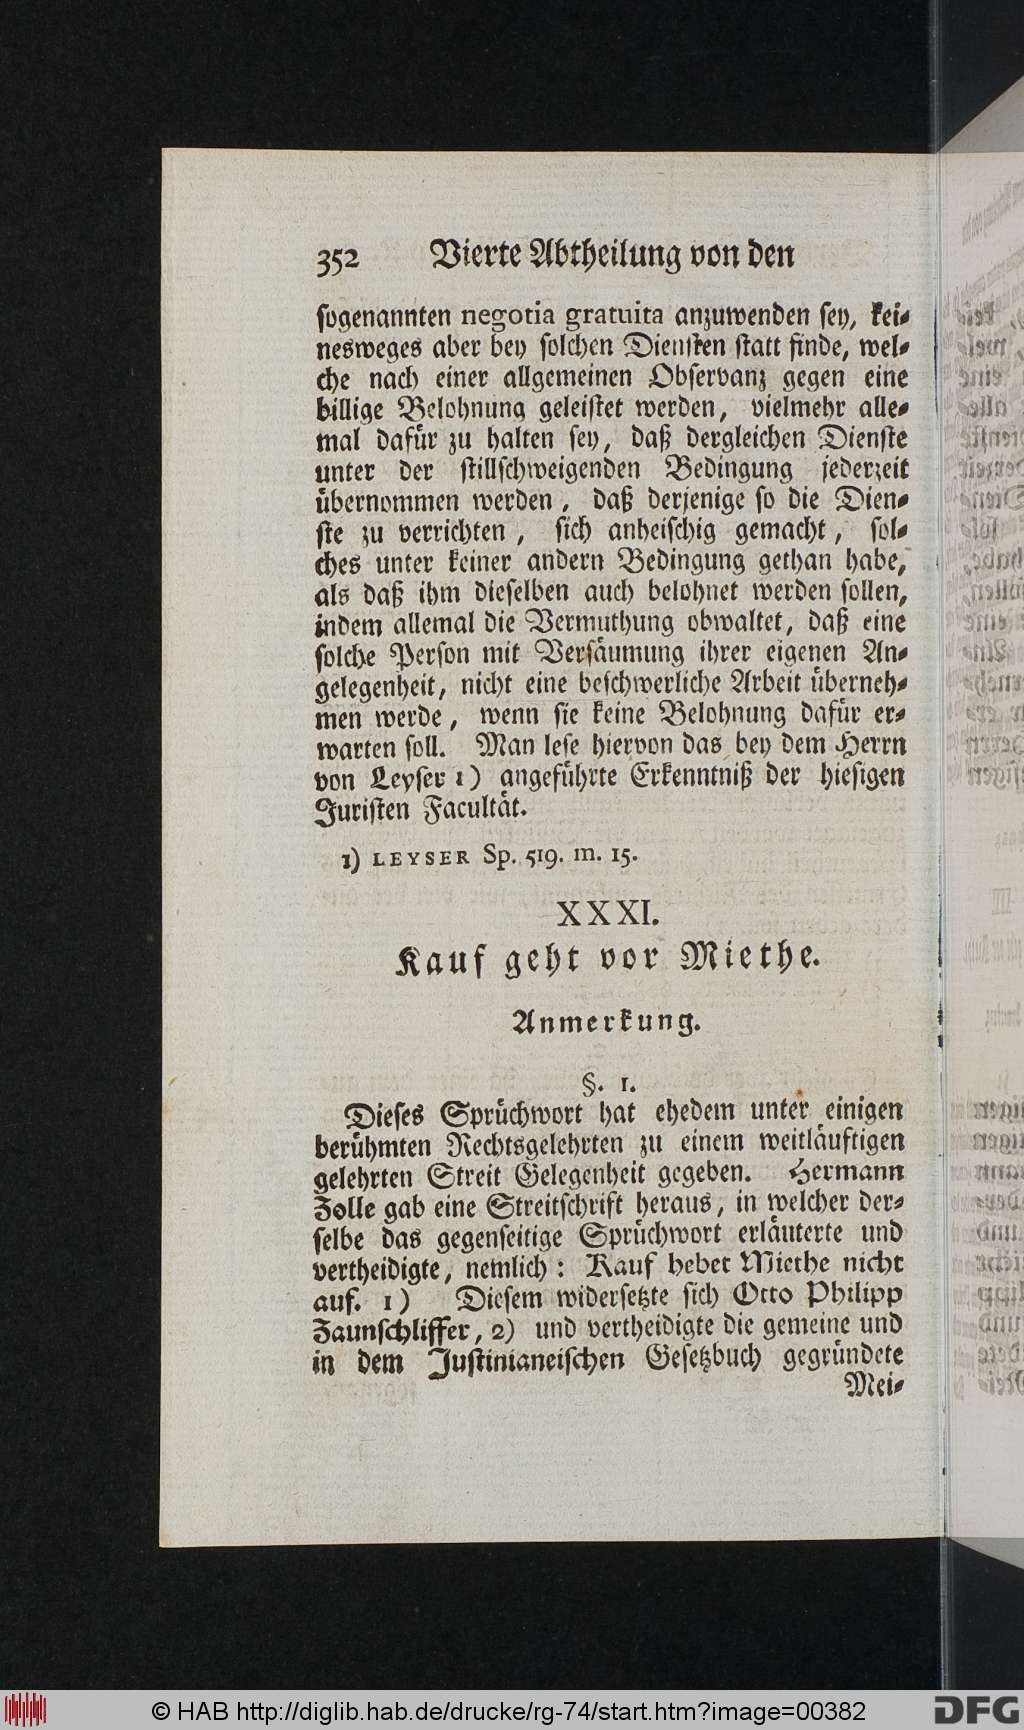 352 Vierte Abtheilung von den
sogenannten negotia gratuita anzuwenden sey, kei⸗
nesweges aber bey solchen Diensten statt finde, wel⸗
che nach einer allgemeinen Observanz gegen eine
billige Belohnung geleistet werden, vielmehr alle⸗
mal dafür zu halten sey, daß dergleichen Dienste
unter der stillschweigenden Bedingung jederzeit
übernommen werden, daß derjenige so die Dien⸗
ste zu verrichten, sich anheischig gemacht, sol⸗
ches unter keiner andern Bedingung gethan habe,
als daß ihm dieselben auch belohnet werden sollen,
indem allemal die Vermuthung obwaltet, daß eine
solche Person mit Versäumung ihrer eigenen An⸗
gelegenheit, nicht eine beschwerliche Arbeit überneh⸗
men werde, wenn sie keine Belohnung dafür er⸗
warten soll. Man lese hiervon das bey dem Herrn
von Leyser 1) angeführte Erkenntniß der hiesigen
Juristen Facultät.
1) LEYSER Sp. 519. m. 15.
XXXI.
Kauf geht vor Miethe.
Anmerkung.
§. 1.
Dieses Sprüchwort hat ehedem unter einigen
berühmten Rechtsgelehrten zu einem weitläuftigen
gelehrten Streit Gelegenheit gegeben. Hermann
Zolle gab eine Streitschrift heraus, in welcher der⸗
selbe das gegenseitige Sprüchwort erläuterte und
vertheidigte, nemlich: Kauf hebet Miethe nicht
auf. 1) Diesem widersetzte sich Otto Philipp
Zaunschliffer, 2) und vertheidigte die gemeine und
in dem Justinianeischen Gesetzbuch gegründete
Mei⸗
© HAB http://diglib.hab.de/drucke/rg-74/start.htm?image=00382
DFG